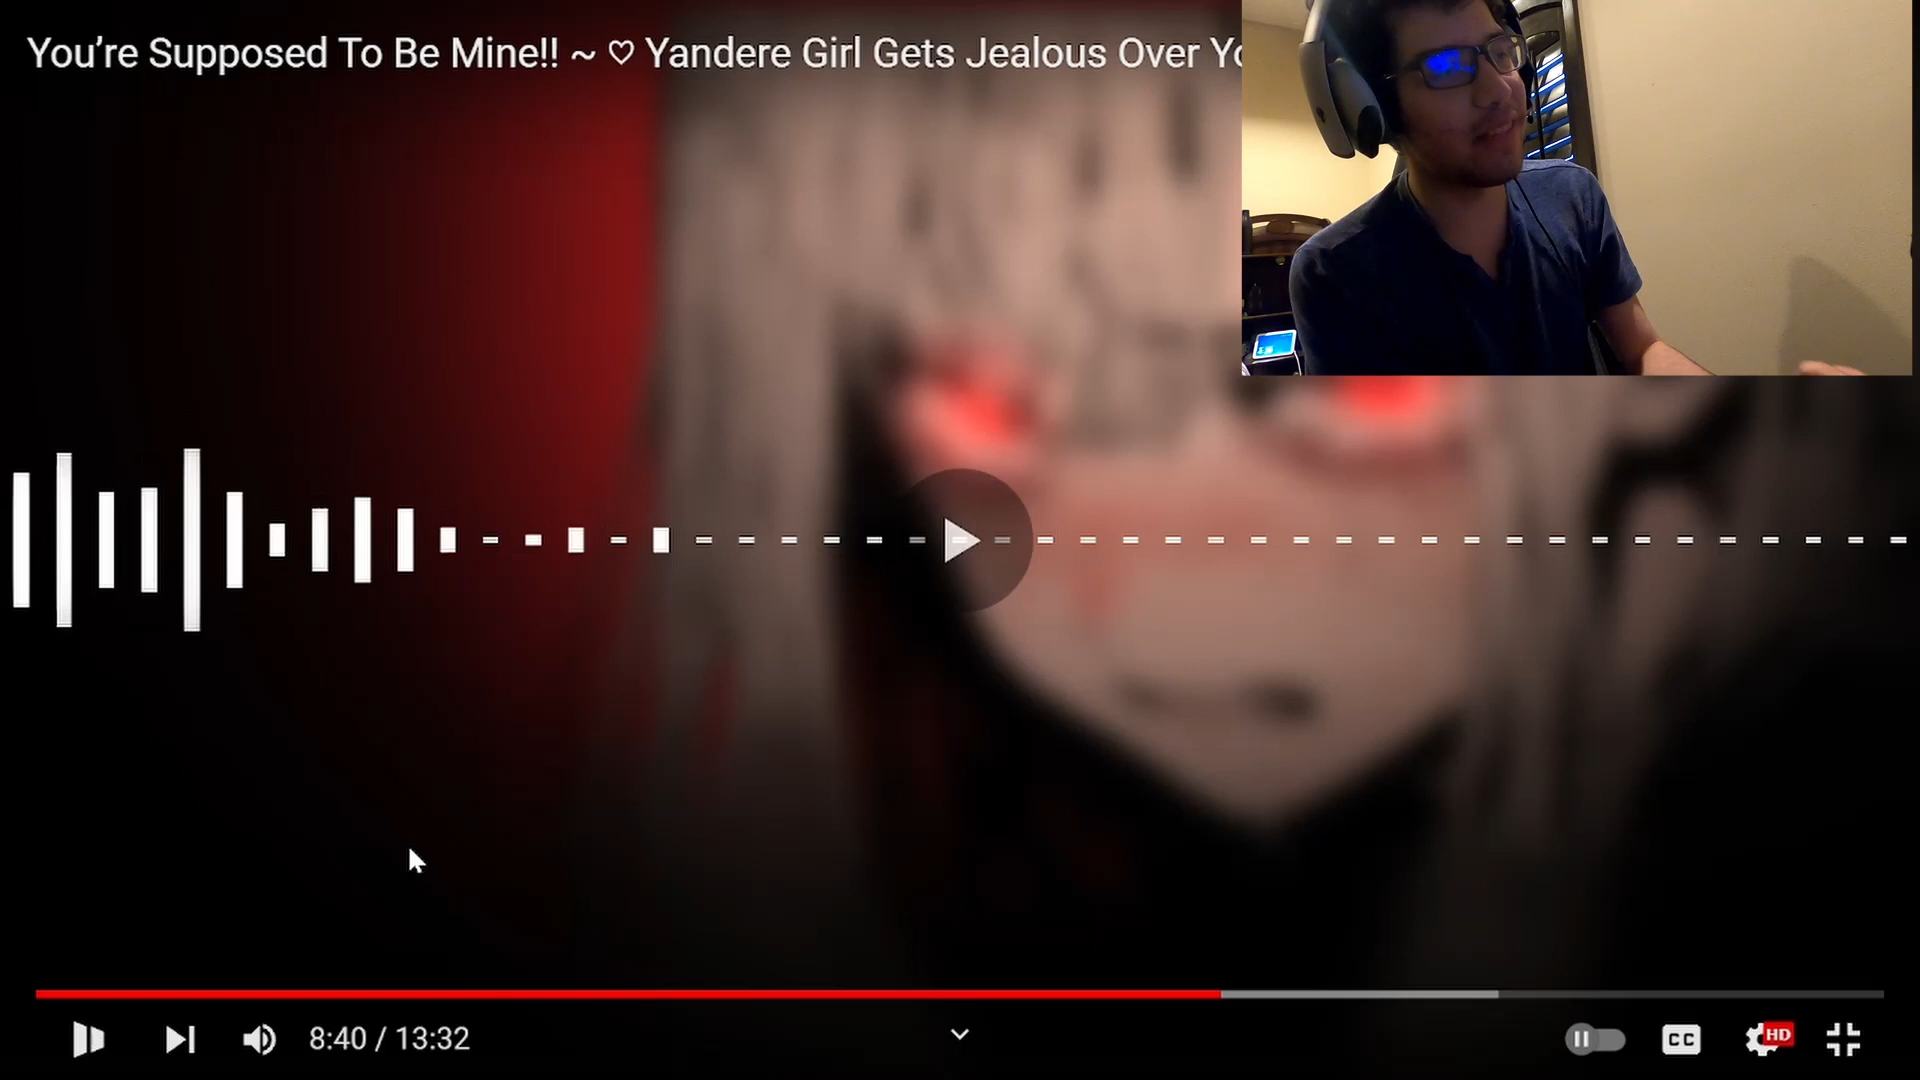 You’re Supposed To Be Mine!! ~ ♡ Yandere Girl Gets Jealous Over Yo
8:40 / 13:32
CC
HD